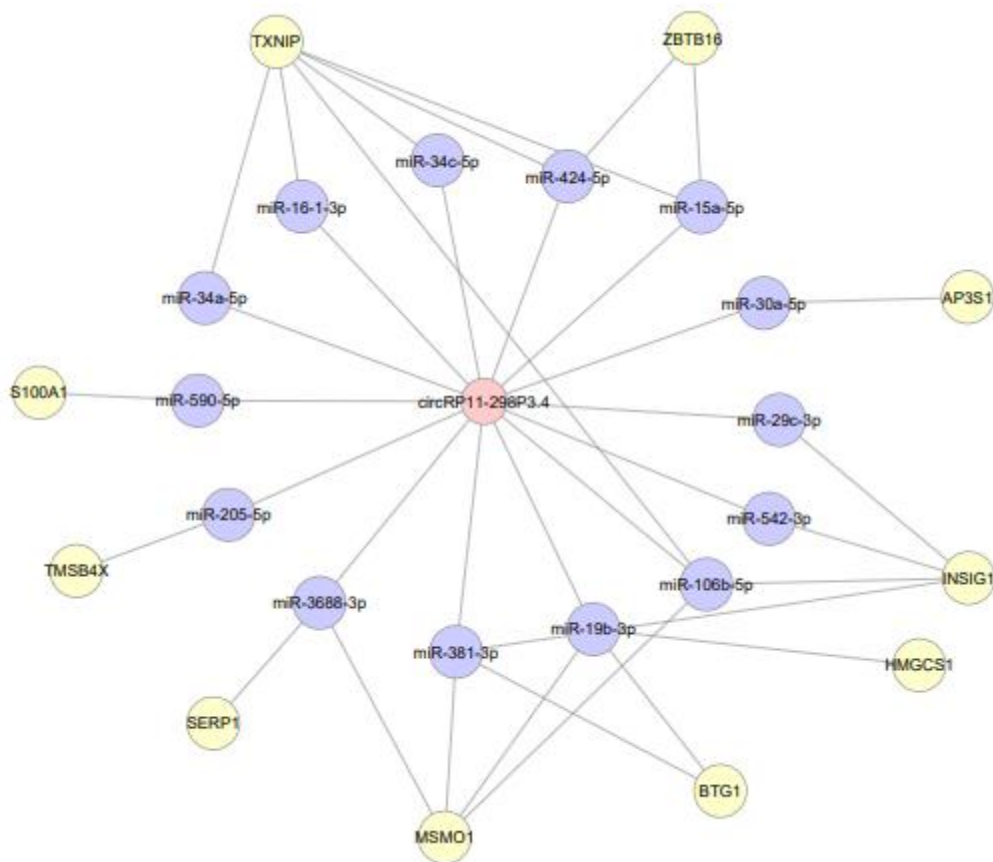 TXNIP
ZBTB16
miR-34c-5p
miR-424-5p
miR-16-1-3p
miR-15a-5p
miR-34a-5p
miR-30a-5p
AP3S1
S100A1
miR-590-5p
circRP11-298P3.4
miR-29c-3p
miR-205-5p
miR-542-3p
TMSB4X
miR-3688-3p
miR-106b-5p
INSIG1
miR-19b-3p
miR-381-3p
HMGCS1
SERP1
BTG1
MSMO1